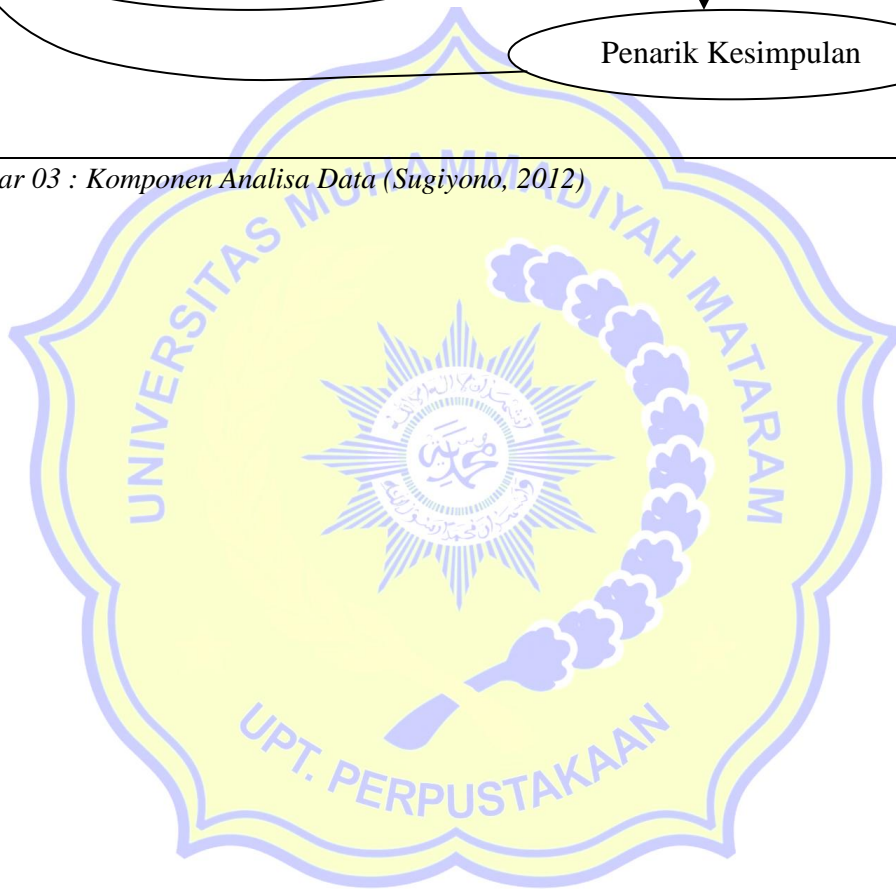 Penarik Kesimpulan
ar 03 : Komponen Analisa Data (Sugiyono, 2012)
UNIVERSITAS MUHAMMADIYAH MATARAM
UPT. PERPUSTAKAAN